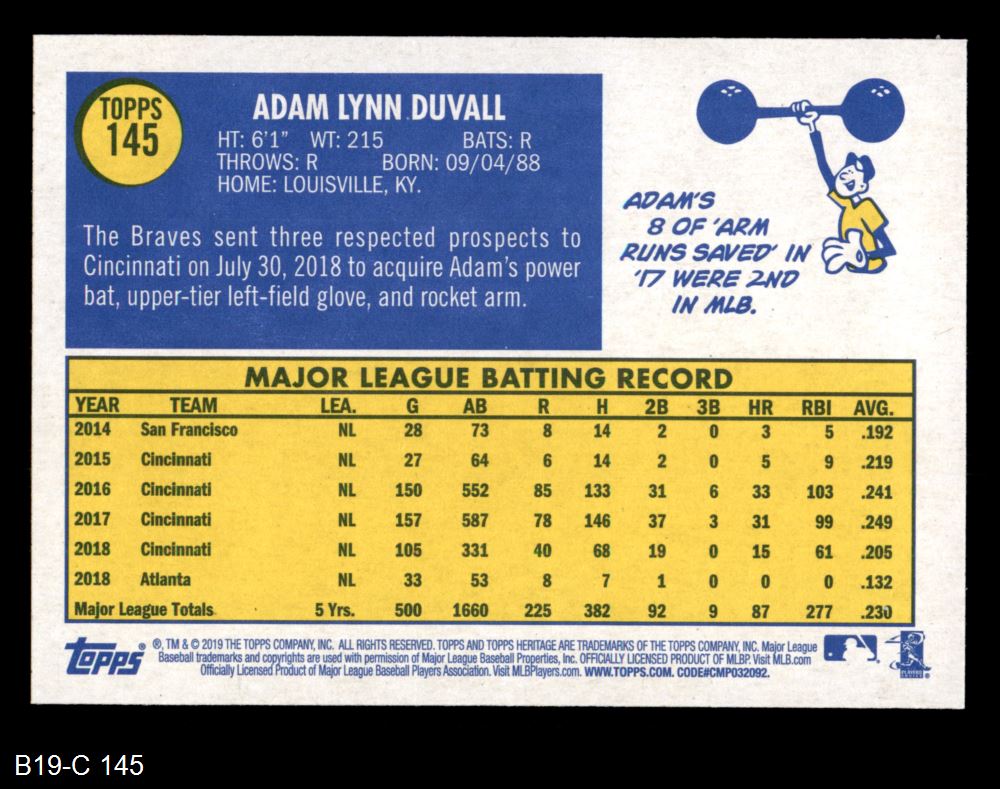 TOPPS
145
ADAM LYNN DUVALL
HT: 6'1" WT: 215 BATS: R
THROWS: R BORN: 09/04/88
HOME: LOUISVILLE, KY.
The Braves sent three respected prospects to
Cincinnati on July 30, 2018 to acquire Adam's power
bat, upper-tier left-field glove, and rocket arm.
ADAM'S
8 OF 'ARM
RUNS SAVED' IN
'17 WERE 2ND
IN MLB.
MAJOR LEAGUE BATTING RECORD
YEAR TEAM LEA. G AB R H 2B 3B HR RBI AVG.
2014 San Francisco NL 28 73 8 14 2 0 3 5 .192
2015 Cincinnati NL 27 64 6 14 2 0 5 9 .219
2016 Cincinnati NL 150 552 85 133 31 6 33 103 .241
2017 Cincinnati NL 157 587 78 146 37 3 31 99 .249
2018 Cincinnati NL 105 331 40 68 19 0 15 61 .205
2018 Atlanta NL 33 53 8 7 1 0 0 0 .132
Major League Totals 5 Yrs. 500 1660 225 382 92 9 87 277 .230
topps®
®, TM & © 2019 THE TOPPS COMPANY, INC. ALL RIGHTS RESERVED. TOPPS AND TOPPS HERITAGE ARE TRADEMARKS OF THE TOPPS COMPANY, INC. Major League
Baseball trademarks and copyrights are used with permission of Major League Baseball Properties, Inc. OFFICIALLY LICENSED PRODUCT OF MLBP. Visit MLB.com
Officially Licensed Product of Major League Baseball Players Association. Visit MLBPlayers.com. WWW.TOPPS.COM. CODE#CMP032092.
B19-C 145